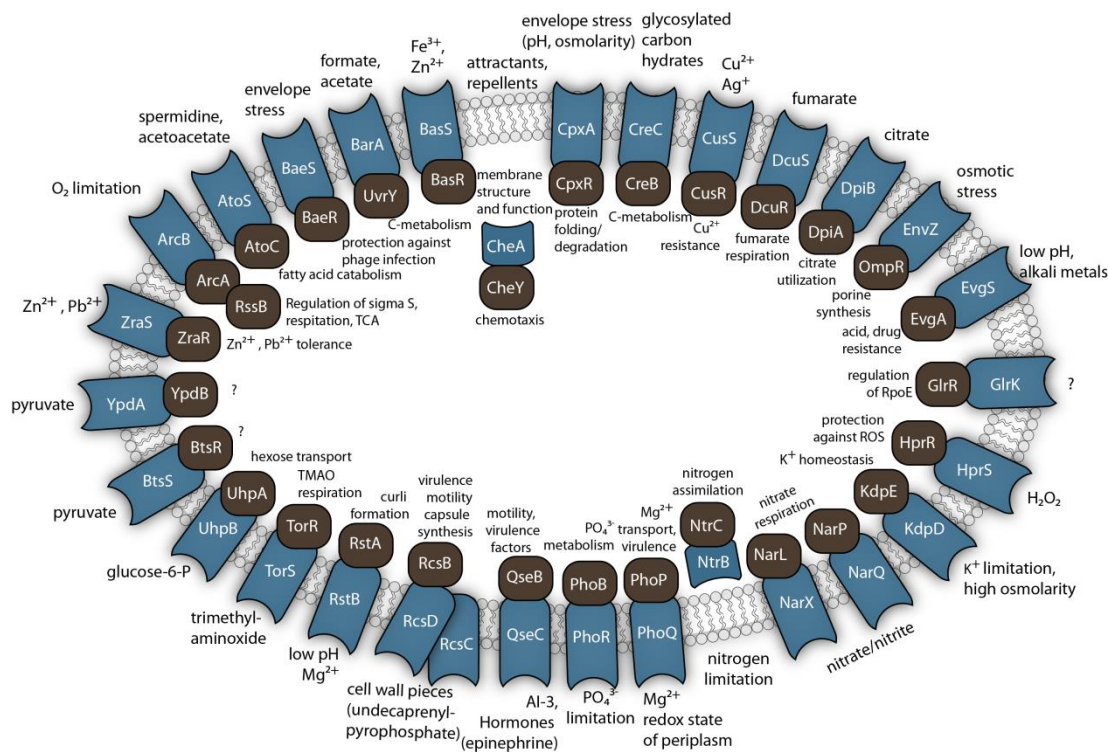 envelope stress
(pH, osmolarity)
glycosylated
carbon
hydrates
Fe³⁺,
Zn²⁺
attractants,
repellents
Cu²⁺
Ag⁺
formate,
acetate
envelope
stress
fumarate
spermidine,
acetoacetate
citrate
O₂ limitation
osmotic
stress
low pH,
alkali metals
BasS
CpxA
CreC
CusS
BarA
DcuS
BaeS
DpiB
AtoS
EnvZ
ArcB
EvgS
BasR
CpxR
CreB
UvrY
CusR
DcuR
BaeR
DpiA
AtoC
OmpR
ArcA
RssB
EvgA
membrane
structure
and function
C-metabolism
protein
folding/
degradation
C-metabolism
Cu²⁺
resistance
protection against
phage infection
fumarate
respiration
citrate
utilization
fatty acid catabolism
CheA
CheY
chemotaxis
porine
synthesis
Regulation of sigma S,
respitation, TCA
acid, drug
resistance
Zn²⁺ , Pb²⁺
ZraS
ZraR
Zn²⁺ , Pb²⁺ tolerance
regulation
of RpoE
GlrR
GlrK
?
pyruvate
YpdA
YpdB
?
protection
against ROS
HprR
HprS
H₂O₂
pyruvate
BtsS
BtsR
?
K⁺ homeostasis
KdpE
KdpD
K⁺ limitation,
high osmolarity
glucose-6-P
UhpB
UhpA
hexose transport
TMAO
respiration
TorR
TorS
trimethyl-
aminoxide
curli
formation
RstA
RstB
low pH
Mg²⁺
virulence
motility
capsule
synthesis
RcsB
RcsD
RcsC
cell wall pieces
(undecaprenyl-
pyrophosphate)
motility,
virulence
factors
QseB
QseC
AI-3,
Hormones
(epinephrine)
PO₄³⁻
metabolism
PhoB
PhoR
PO₄³⁻
limitation
Mg²⁺
transport,
virulence
PhoP
PhoQ
Mg²⁺
redox state
of periplasm
nitrogen
assimilation
NtrC
NtrB
nitrogen
limitation
nitrate
respiration
NarL
NarX
NarP
NarQ
nitrate/nitrite